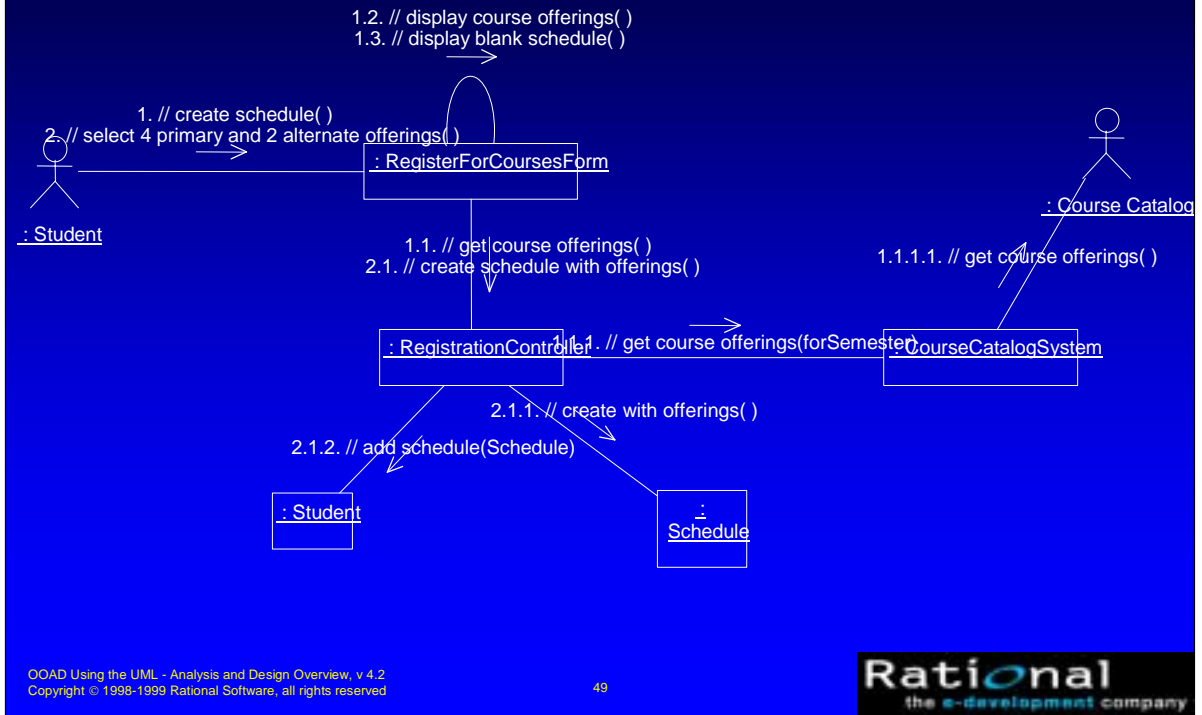 1.2. // display course offerings( )
1.3. // display blank schedule( )
1. // create schedule( )
2. // select 4 primary and 2 alternate offerings( )
: RegisterForCoursesForm
: Course Catalog
: Student
1.1. // get course offerings( )
2.1. // create schedule with offerings( )
1.1.1.1. // get course offerings( )
: RegistrationController
1.1.1. // get course offerings(forSemester)
: CourseCatalogSystem
2.1.1. // create with offerings( )
2.1.2. // add schedule(Schedule)
: Student
:
Schedule
OOAD Using the UML - Analysis and Design Overview, v 4.2
Copyright © 1998-1999 Rational Software, all rights reserved
49
Rational
the e-development company